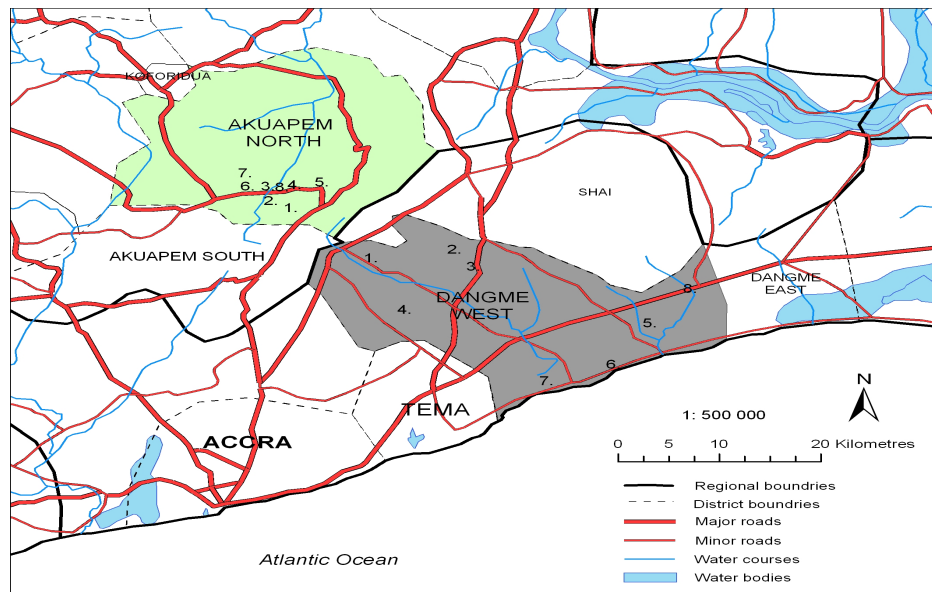 KOFORIDUA
AKUAPEM
NORTH
7.
6. 3.8 4. 5.
2. 1.
SHAI
AKUAPEM SOUTH
1. 2.
3.
DANGME
EAST
8.
DANGME
WEST
4.
5.
6.
7.
N
TEMA
1: 500 000
ACCRA
0 5 10 20 Kilometres
Regional boundries
District boundries
Major roads
Minor roads
Water courses
Water bodies
Atlantic Ocean